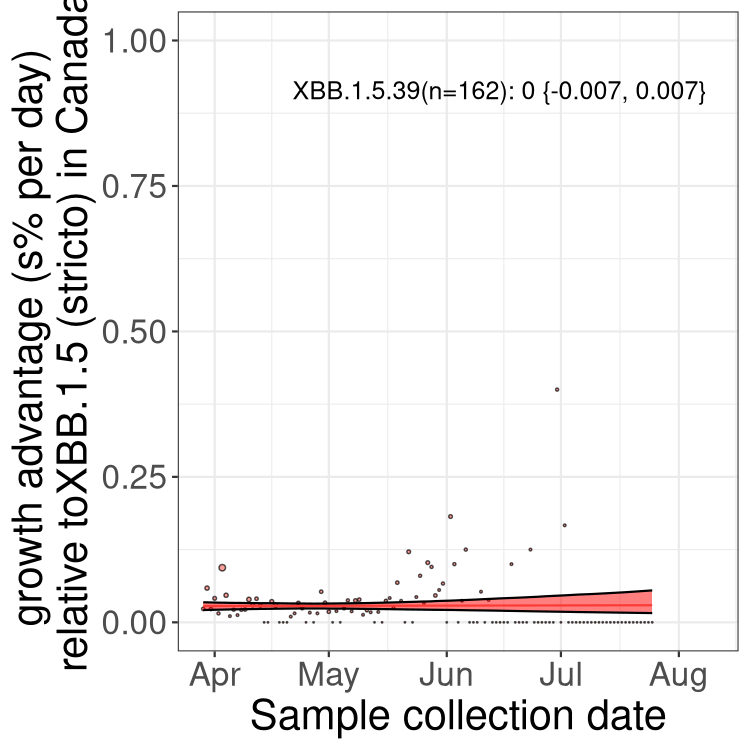 growth advantage (s% per day)
relative toXBB.1.5 (stricto) in Canada
1.00
0.75
0.50
0.25
0.00
XBB.1.5.39(n=162): 0 {-0.007, 0.007}
Apr May Jun Jul Aug
Sample collection date